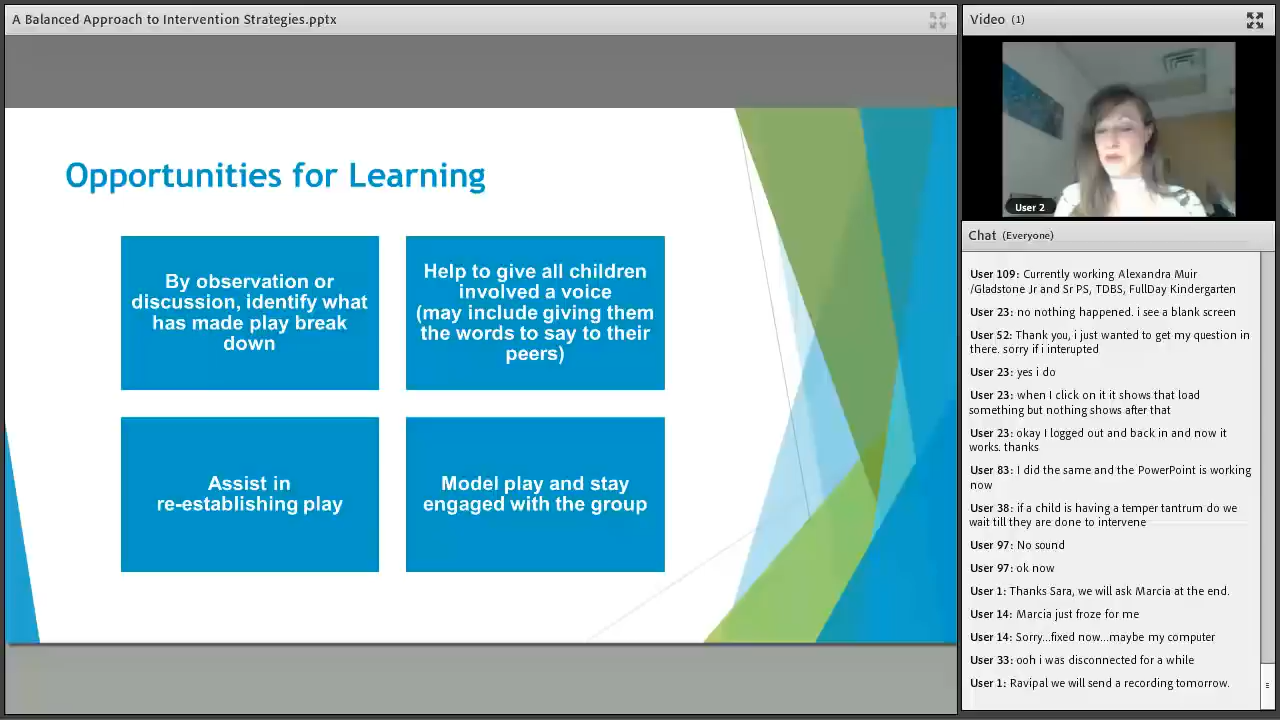 A Balanced Approach to Intervention Strategies.pptx
Opportunities for Learning
By observation or
discussion, identify what
has made play break
down
Help to give all children
involved a voice
(may include giving them
the words to say to their
peers)
Assist in
re-establishing play
Model play and stay
engaged with the group
Video (1)
User 2
Chat (Everyone)
User 109: Currently working Alexandra Muir
/Gladstone Jr and Sr PS, TDBS, FullDay Kindergarten
User 23: no nothing happened. i see a blank screen
User 52: Thank you, i just wanted to get my question in
there. sorry if i interupted
User 23: yes i do
User 23: when I click on it it shows that load
something but nothing shows after that
User 23: okay I logged out and back in and now it
works. thanks
User 83: I did the same and the PowerPoint is working
now
User 38: if a child is having a temper tantrum do we
wait till they are done to intervene
User 97: No sound
User 97: ok now
User 1: Thanks Sara, we will ask Marcia at the end.
User 14: Marcia just froze for me
User 14: Sorry...fixed now...maybe my computer
User 33: ooh i was disconnected for a while
User 1: Ravipal we will send a recording tomorrow.